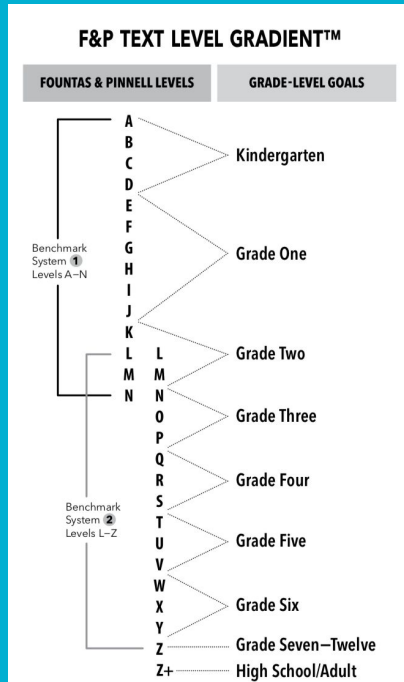 F&P TEXT LEVEL GRADIENT™
FOUNTAS & PINNELL LEVELS
GRADE-LEVEL GOALS
A
B
C
D
E
F
G
H
I
J
K
L
M
N
L
M
N
O
P
Q
R
S
T
U
V
W
X
Y
Z
Z+
Benchmark
System 1
Levels A–N
Benchmark
System 2
Levels L–Z
Kindergarten
Grade One
Grade Two
Grade Three
Grade Four
Grade Five
Grade Six
Grade Seven–Twelve
High School/Adult